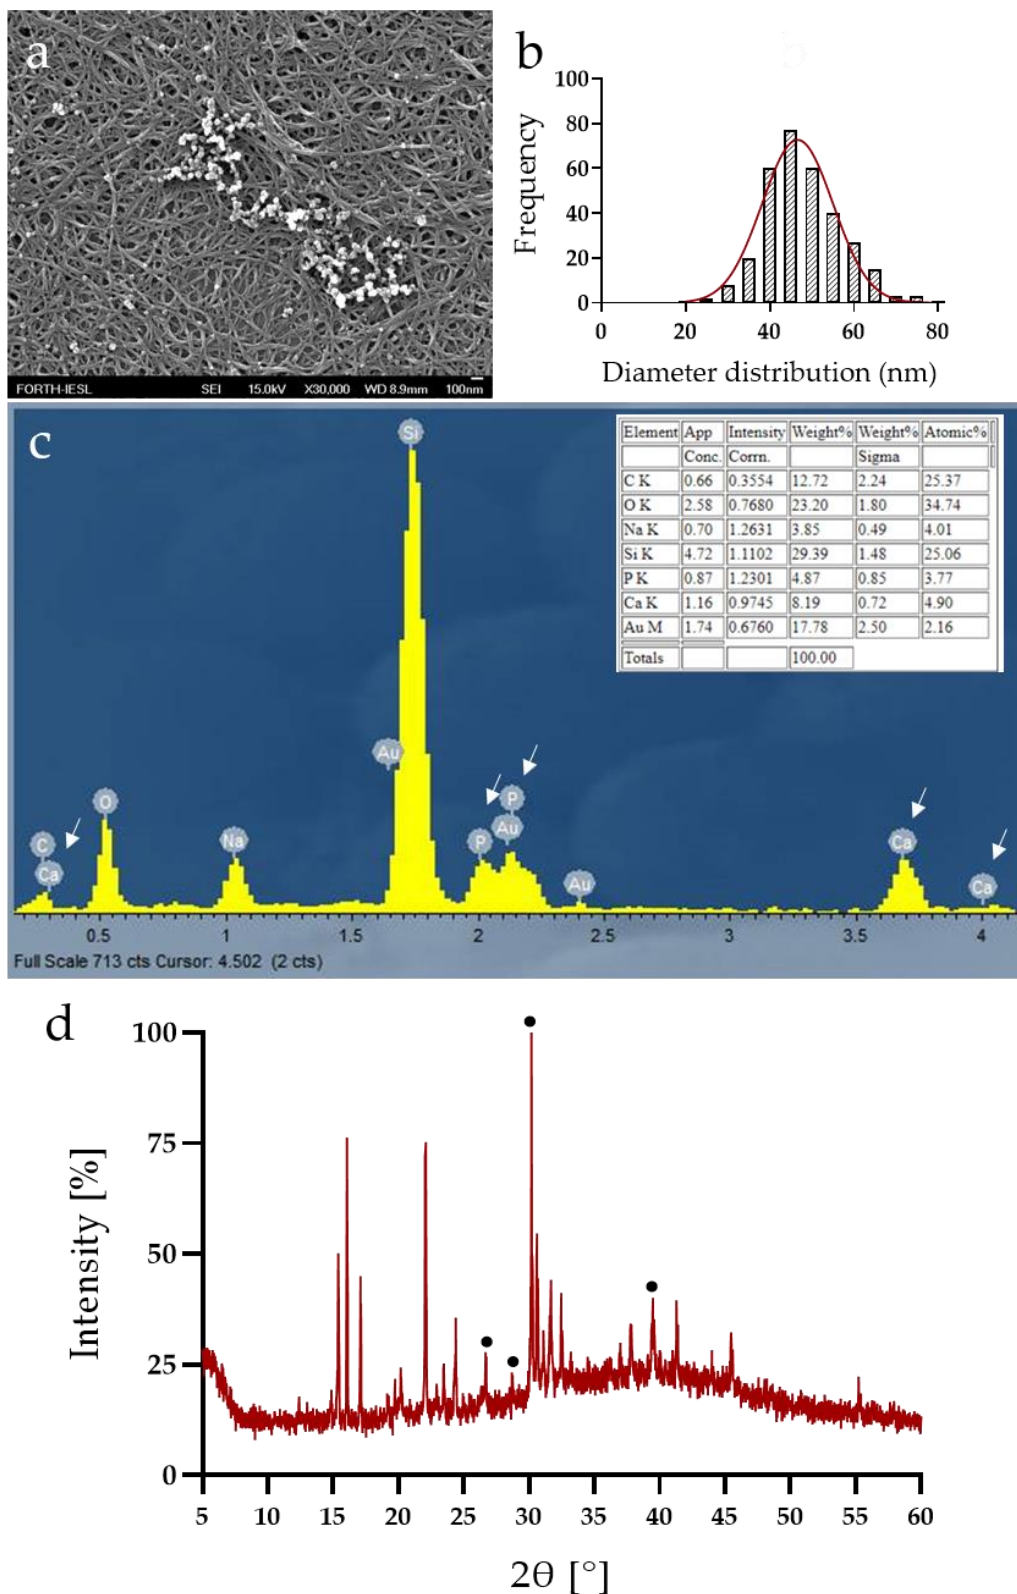 a
FORTH-IESL SEI 15.0kV X30,000 WD 8.9mm 100nm
b
Frequency
100
80
60
40
20
0
0 20 40 60 80
Diameter distribution (nm)
c
Element App Intensity Weight% Weight% Atomic%
Conc. Corrn. Sigma
C K 0.66 0.3554 12.72 2.24 25.37
O K 2.58 0.7680 23.20 1.80 34.74
Na K 0.70 1.2631 3.85 0.49 4.01
Si K 4.72 1.1102 29.39 1.48 25.06
P K 0.87 1.2301 4.87 0.85 3.77
Ca K 1.16 0.9745 8.19 0.72 4.90
Au M 1.74 0.6760 17.78 2.50 2.16
Totals 100.00
Si
Au
P
O
Au
C
Na
P
Ca
Ca
Au
Ca
0.5 1 1.5 2 2.5 3 3.5 4
Full Scale 713 cts Cursor: 4.502 (2 cts)
d
Intensity [%]
100
75
50
25
0
5 10 15 20 25 30 35 40 45 50 55 60
2θ [°]